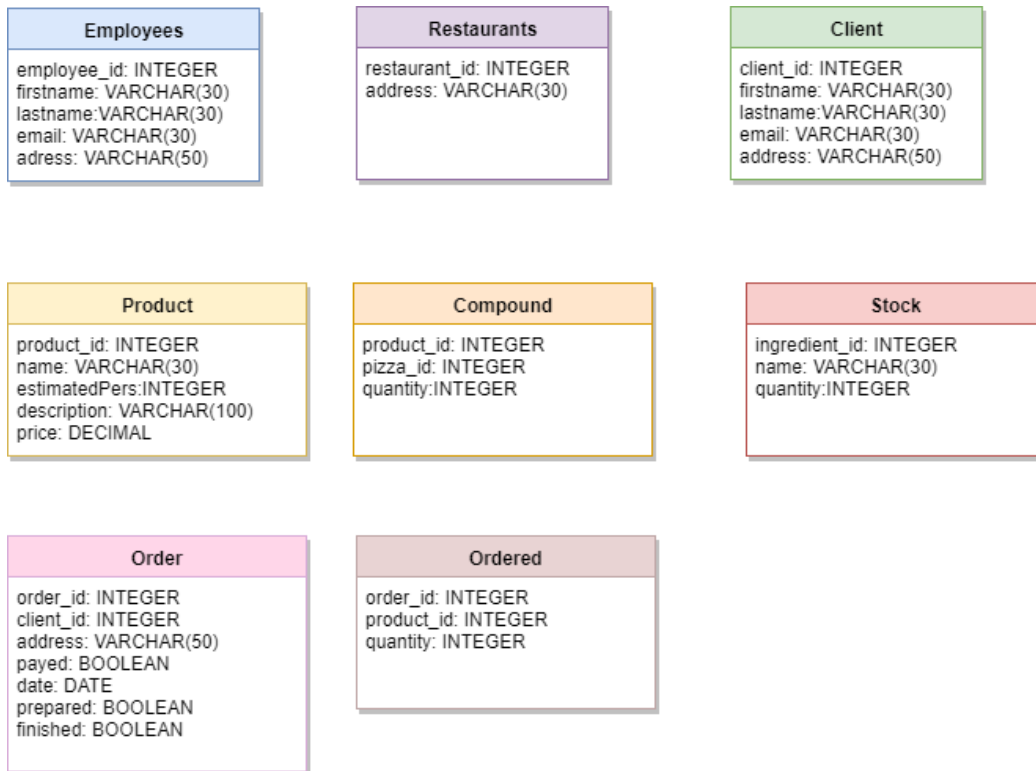 Employees
employee_id: INTEGER
firstname: VARCHAR(30)
lastname:VARCHAR(30)
email: VARCHAR(30)
adress: VARCHAR(50)
Restaurants
restaurant_id: INTEGER
address: VARCHAR(30)
Client
client_id: INTEGER
firstname: VARCHAR(30)
lastname:VARCHAR(30)
email: VARCHAR(30)
address: VARCHAR(50)
Product
product_id: INTEGER
name: VARCHAR(30)
estimatedPers:INTEGER
description: VARCHAR(100)
price: DECIMAL
Compound
product_id: INTEGER
pizza_id: INTEGER
quantity:INTEGER
Stock
ingredient_id: INTEGER
name: VARCHAR(30)
quantity:INTEGER
Order
order_id: INTEGER
client_id: INTEGER
address: VARCHAR(50)
payed: BOOLEAN
date: DATE
prepared: BOOLEAN
finished: BOOLEAN
Ordered
order_id: INTEGER
product_id: INTEGER
quantity: INTEGER